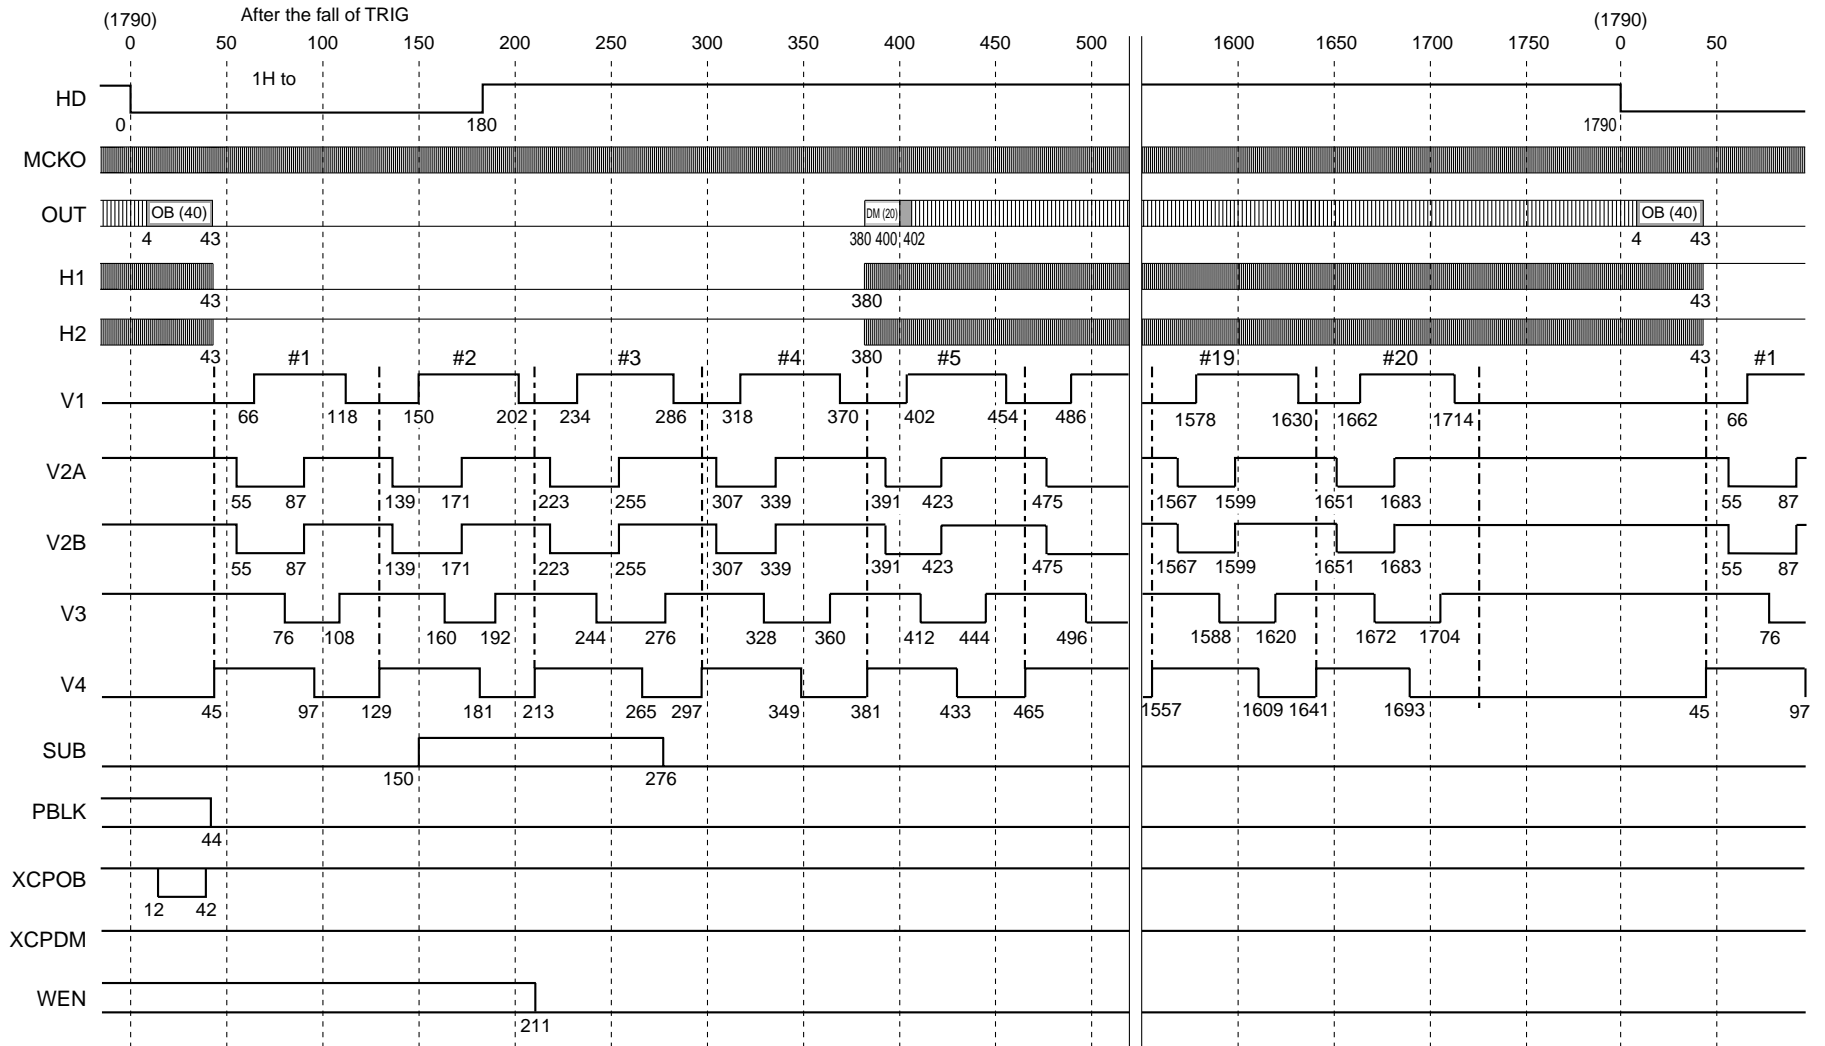 (1790) After the fall of TRIG (1790)
0 50 100 150 200 250 300 350 400 450 500 1600 1650 1700 1750 0 50
1H to
HD
0 180 1790
MCKO
OUT OB (40) DM (20) OB (40)
4 43 380 400 402 4 43
H1
43 380 43
H2
43 380 43
#1 #2 #3 #4 #5 #19 #20 #1
V1
66 118 150 202 234 286 318 370 402 454 486 1578 1630 1662 1714 66
V2A
55 87 139 171 223 255 307 339 391 423 475 1567 1599 1651 1683 55 87
V2B
55 87 139 171 223 255 307 339 391 423 475 1567 1599 1651 1683 55 87
V3
76 108 160 192 244 276 328 360 412 444 496 1588 1620 1672 1704 76
V4
45 97 129 181 213 265 297 349 381 433 465 1557 1609 1641 1693 45 97
SUB
150 276
PBLK
44
XCPOB
12 42
XCPDM
WEN
211